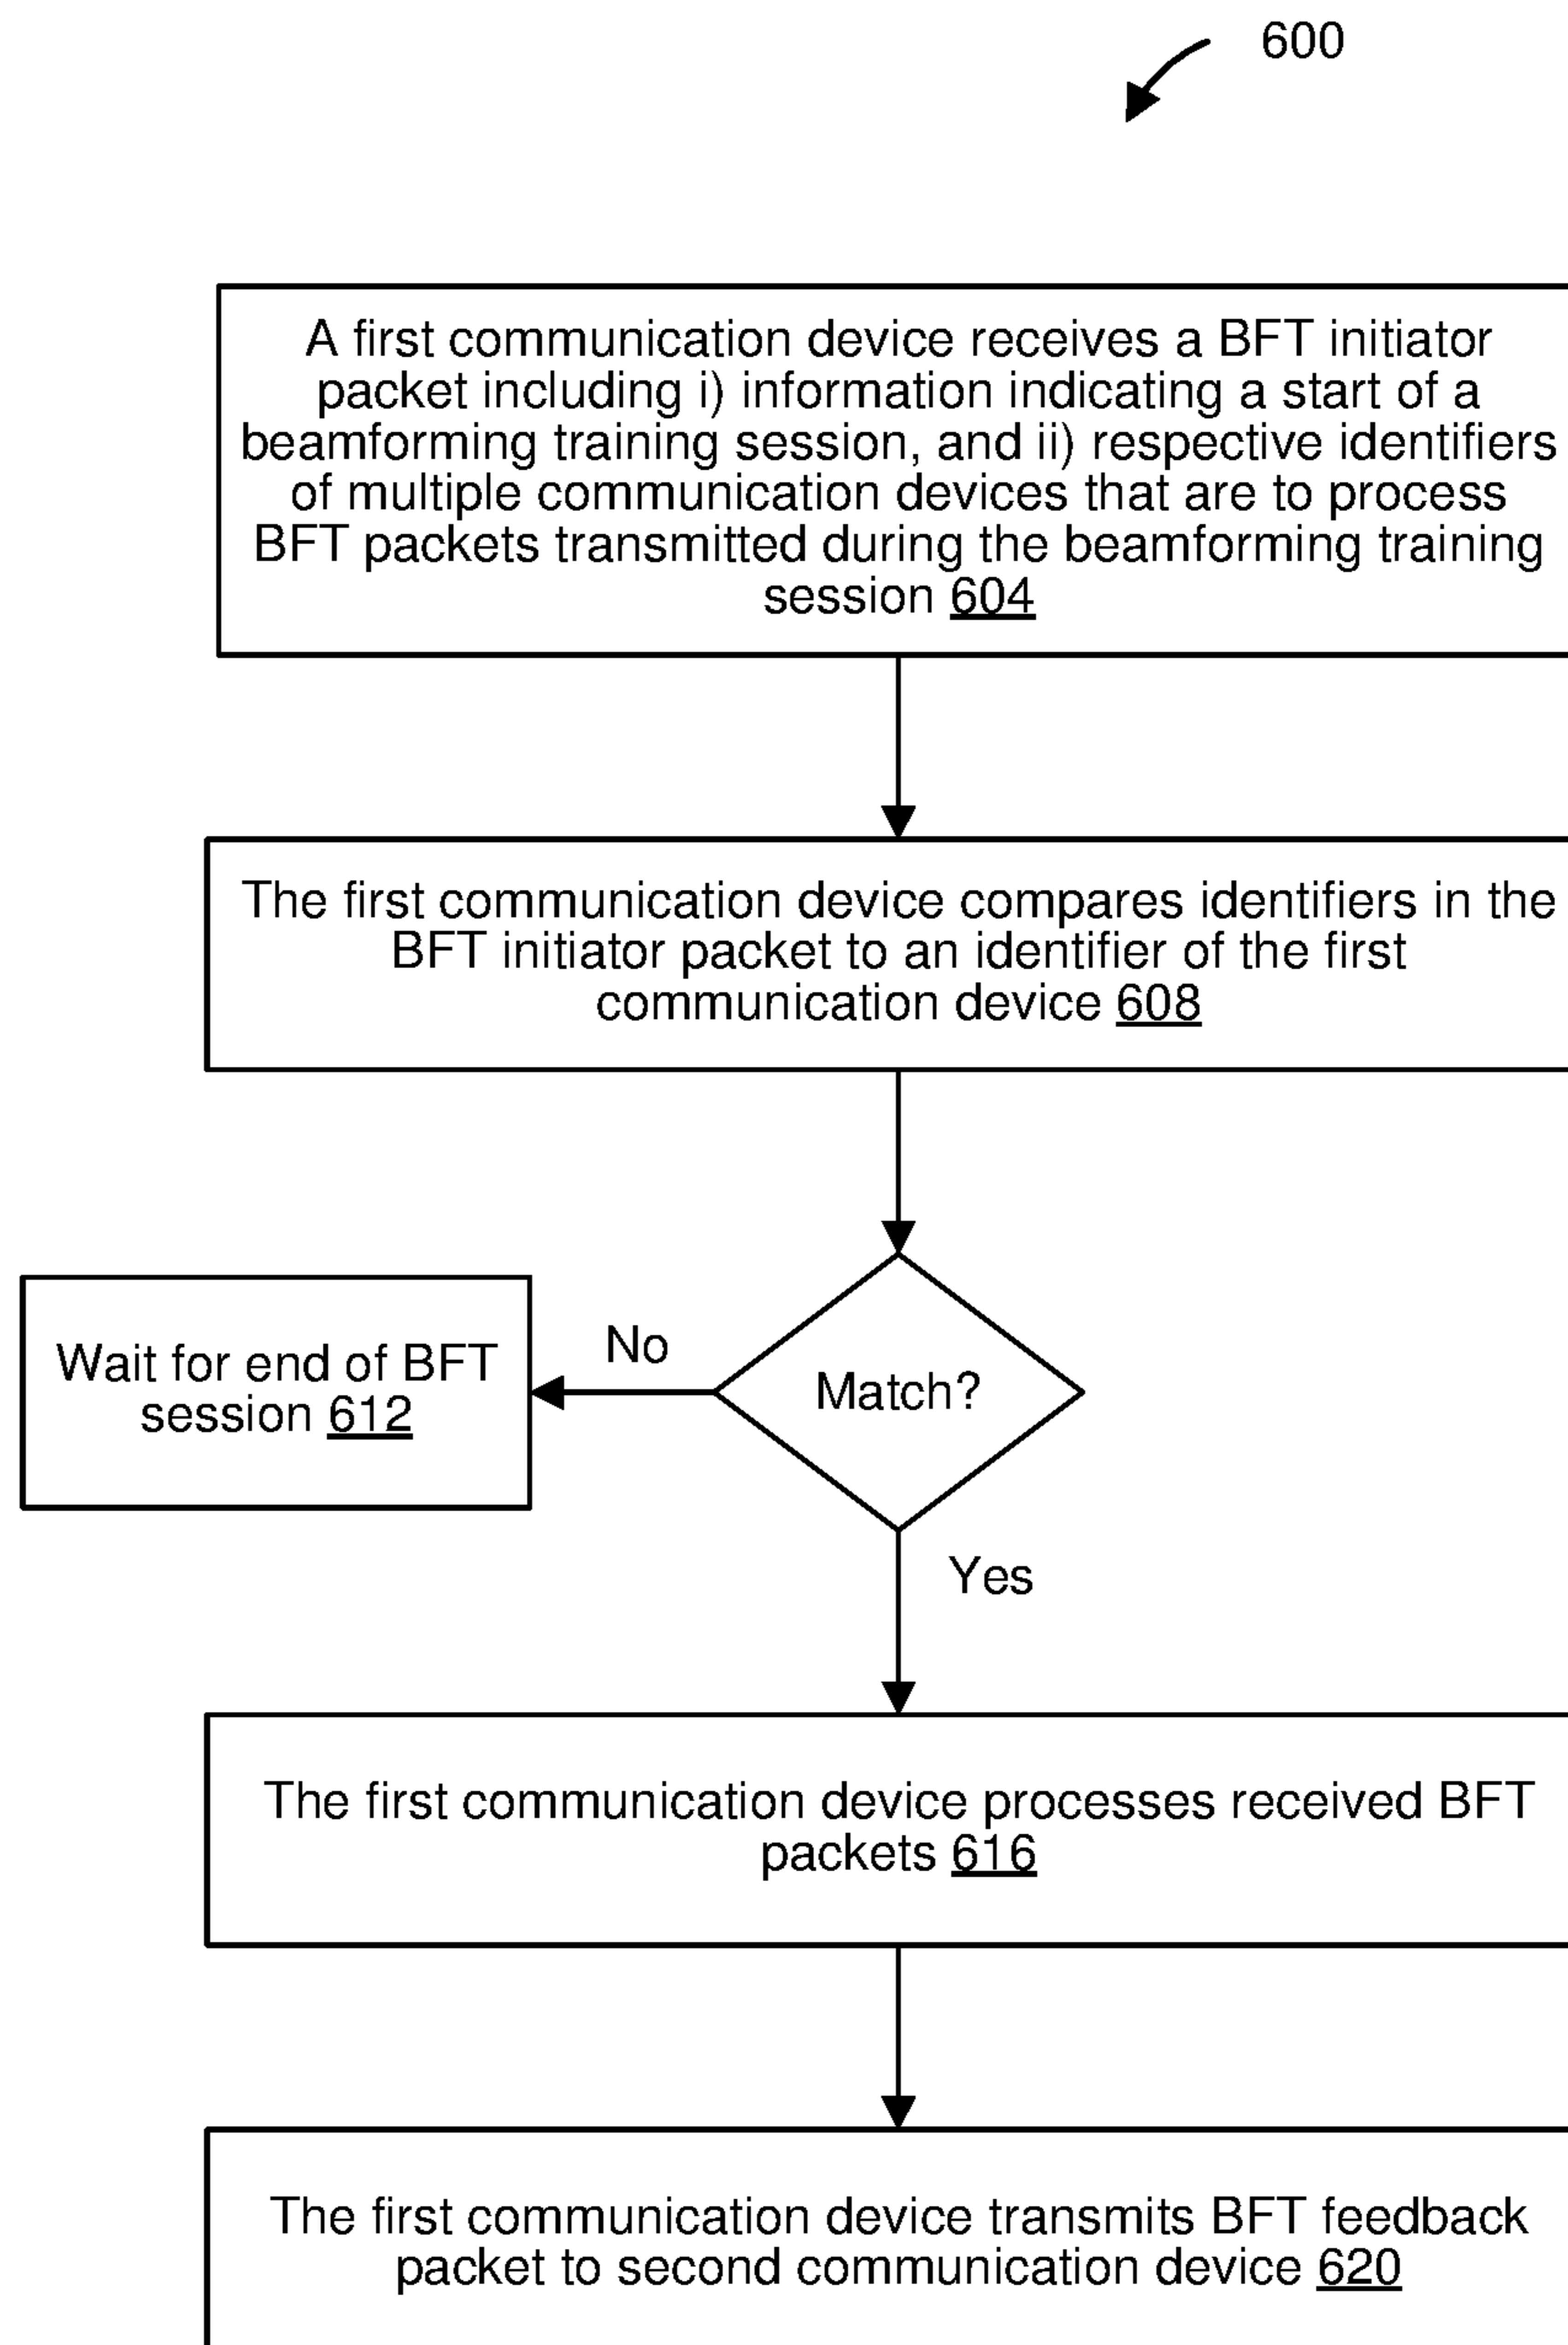 600
A first communication device receives a BFT initiator
packet including i) information indicating a start of a
beamforming training session, and ii) respective identifiers
of multiple communication devices that are to process
BFT packets transmitted during the beamforming training
session 604
The first communication device compares identifiers in the
BFT initiator packet to an identifier of the first
communication device 608
Match?
No
Wait for end of BFT
session 612
Yes
The first communication device processes received BFT
packets 616
The first communication device transmits BFT feedback
packet to second communication device 620